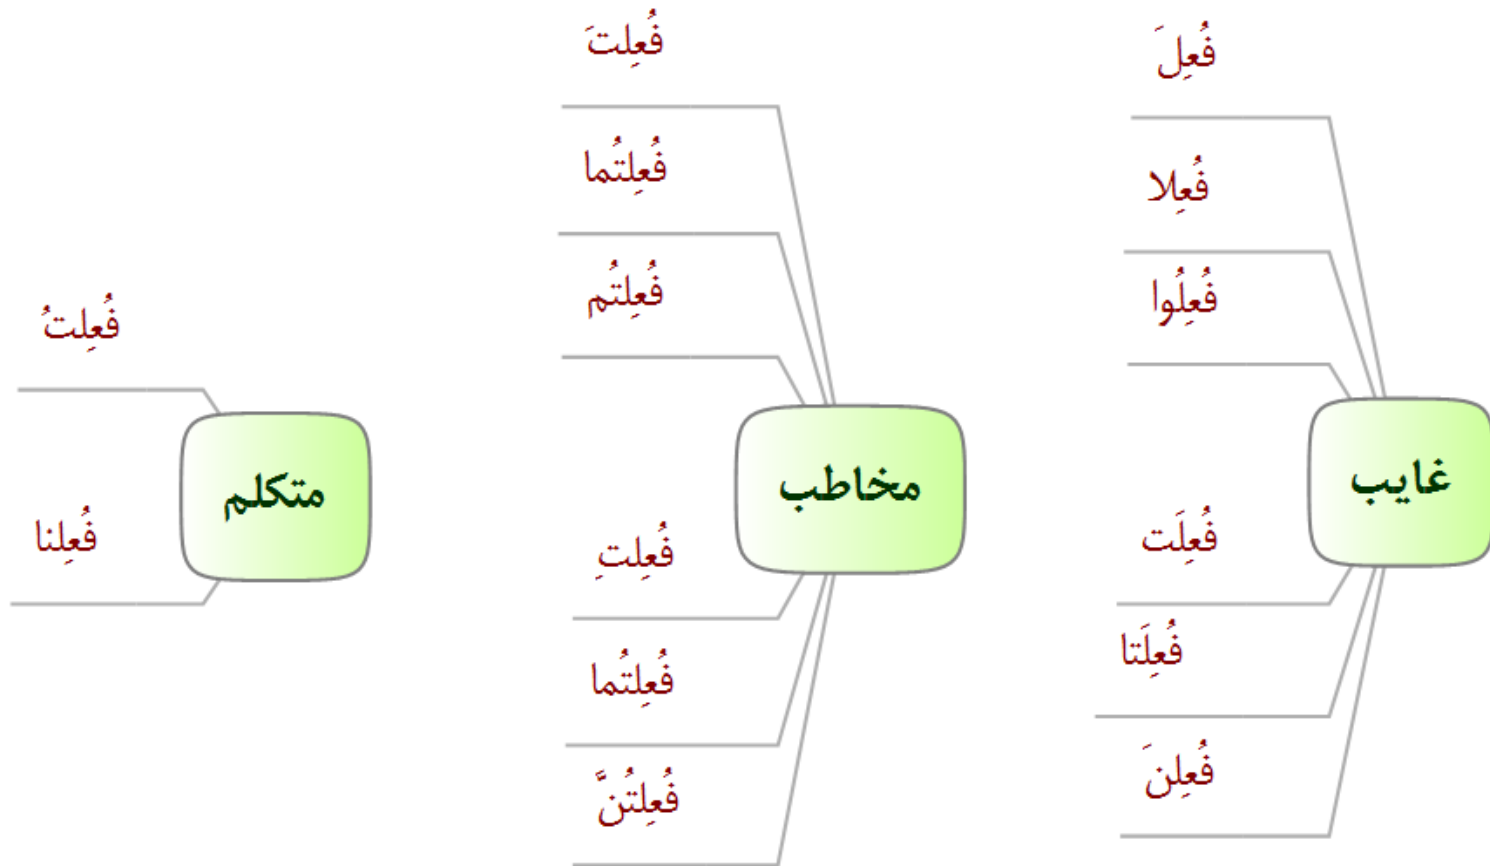 غایب
فُعِلَ
فُعِلا
فُعِلُوا
فُعِلَت
فُعِلَتا
فُعِلنَ
مخاطب
فُعِلتَ
فُعِلتُما
فُعِلتُم
فُعِلتِ
فُعِلتُما
فُعِلتُنَّ
متکلم
فُعِلتُ
فُعِلنا